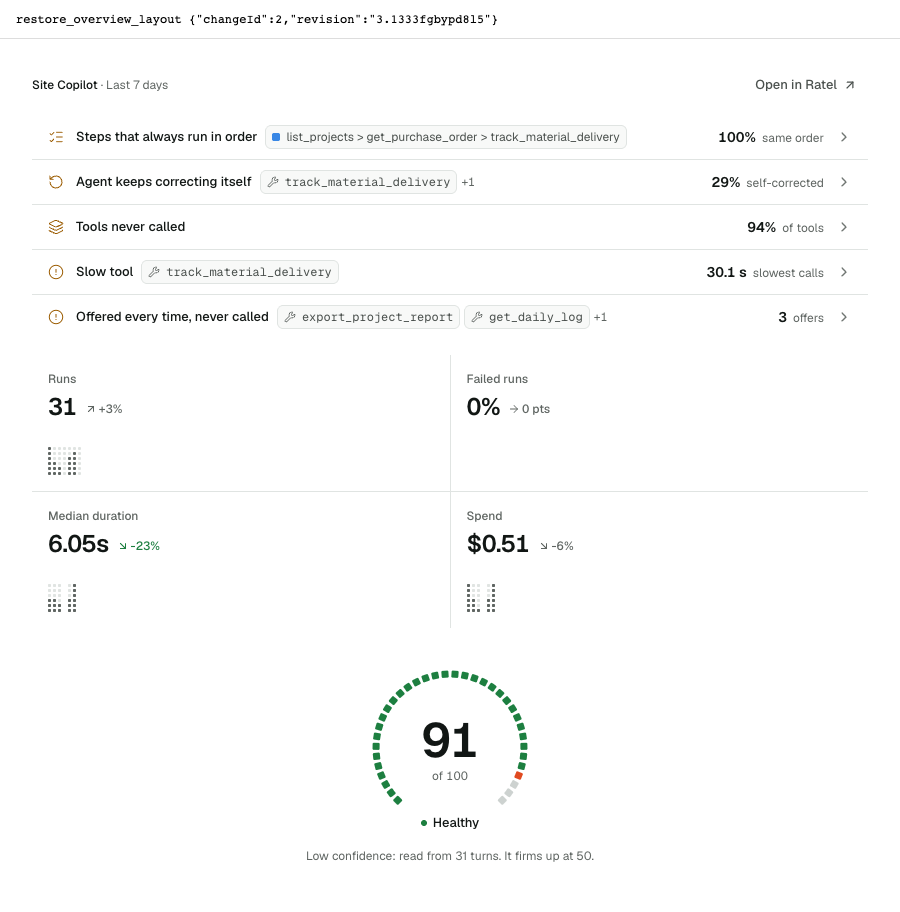 restore_overview_layout {"changeId":2,"revision":"3.1333fgbypd8l5"}
Site Copilot · Last 7 days
Open in Ratel
Steps that always run in order list_projects > get_purchase_order > track_material_delivery 100% same order
Agent keeps correcting itself track_material_delivery +1 29% self-corrected
Tools never called 94% of tools
Slow tool track_material_delivery 30.1 s slowest calls
Offered every time, never called export_project_report get_daily_log +1 3 offers
Runs
31 +3%
Failed runs
0% 0 pts
Median duration
6.05s -23%
Spend
$0.51 -6%
91
of 100
Healthy
Low confidence: read from 31 turns. It firms up at 50.